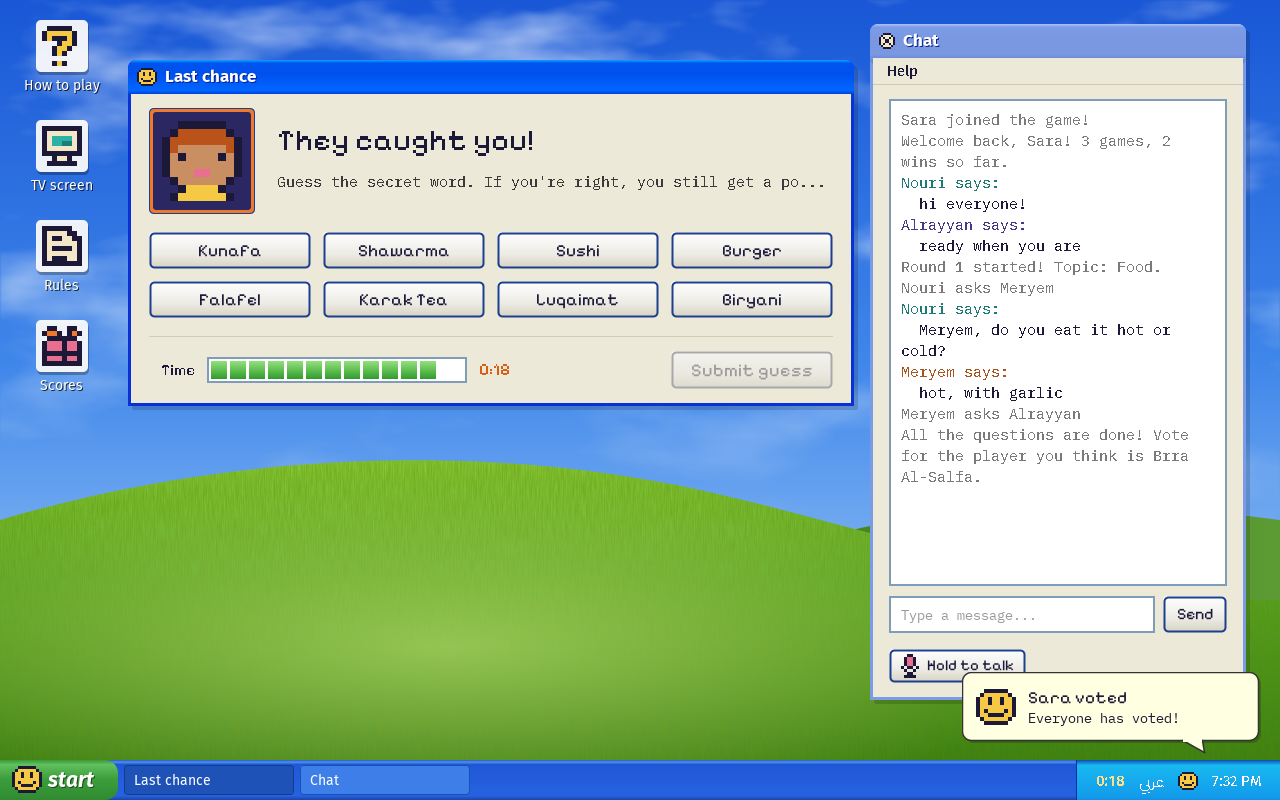 How to play
TV screen
Rules
Scores
Last chance
They caught you!
Guess the secret word. If you're right, you still get a po...
Kunafa
Shawarma
Sushi
Burger
Falafel
Karak Tea
Luqaimat
Biryani
Time
0:18
Submit guess
Chat
Help
Sara joined the game!
Welcome back, Sara! 3 games, 2
wins so far.
Nouri says:
hi everyone!
Alrayyan says:
ready when you are
Round 1 started! Topic: Food.
Nouri asks Meryem
Nouri says:
Meryem, do you eat it hot or
cold?
Meryem says:
hot, with garlic
Meryem asks Alrayyan
All the questions are done! Vote
for the player you think is Brra
Al-Salfa.
Type a message...
Send
Hold to talk
Sara voted
Everyone has voted!
start
Last chance
Chat
0:18
عربي
7:32 PM